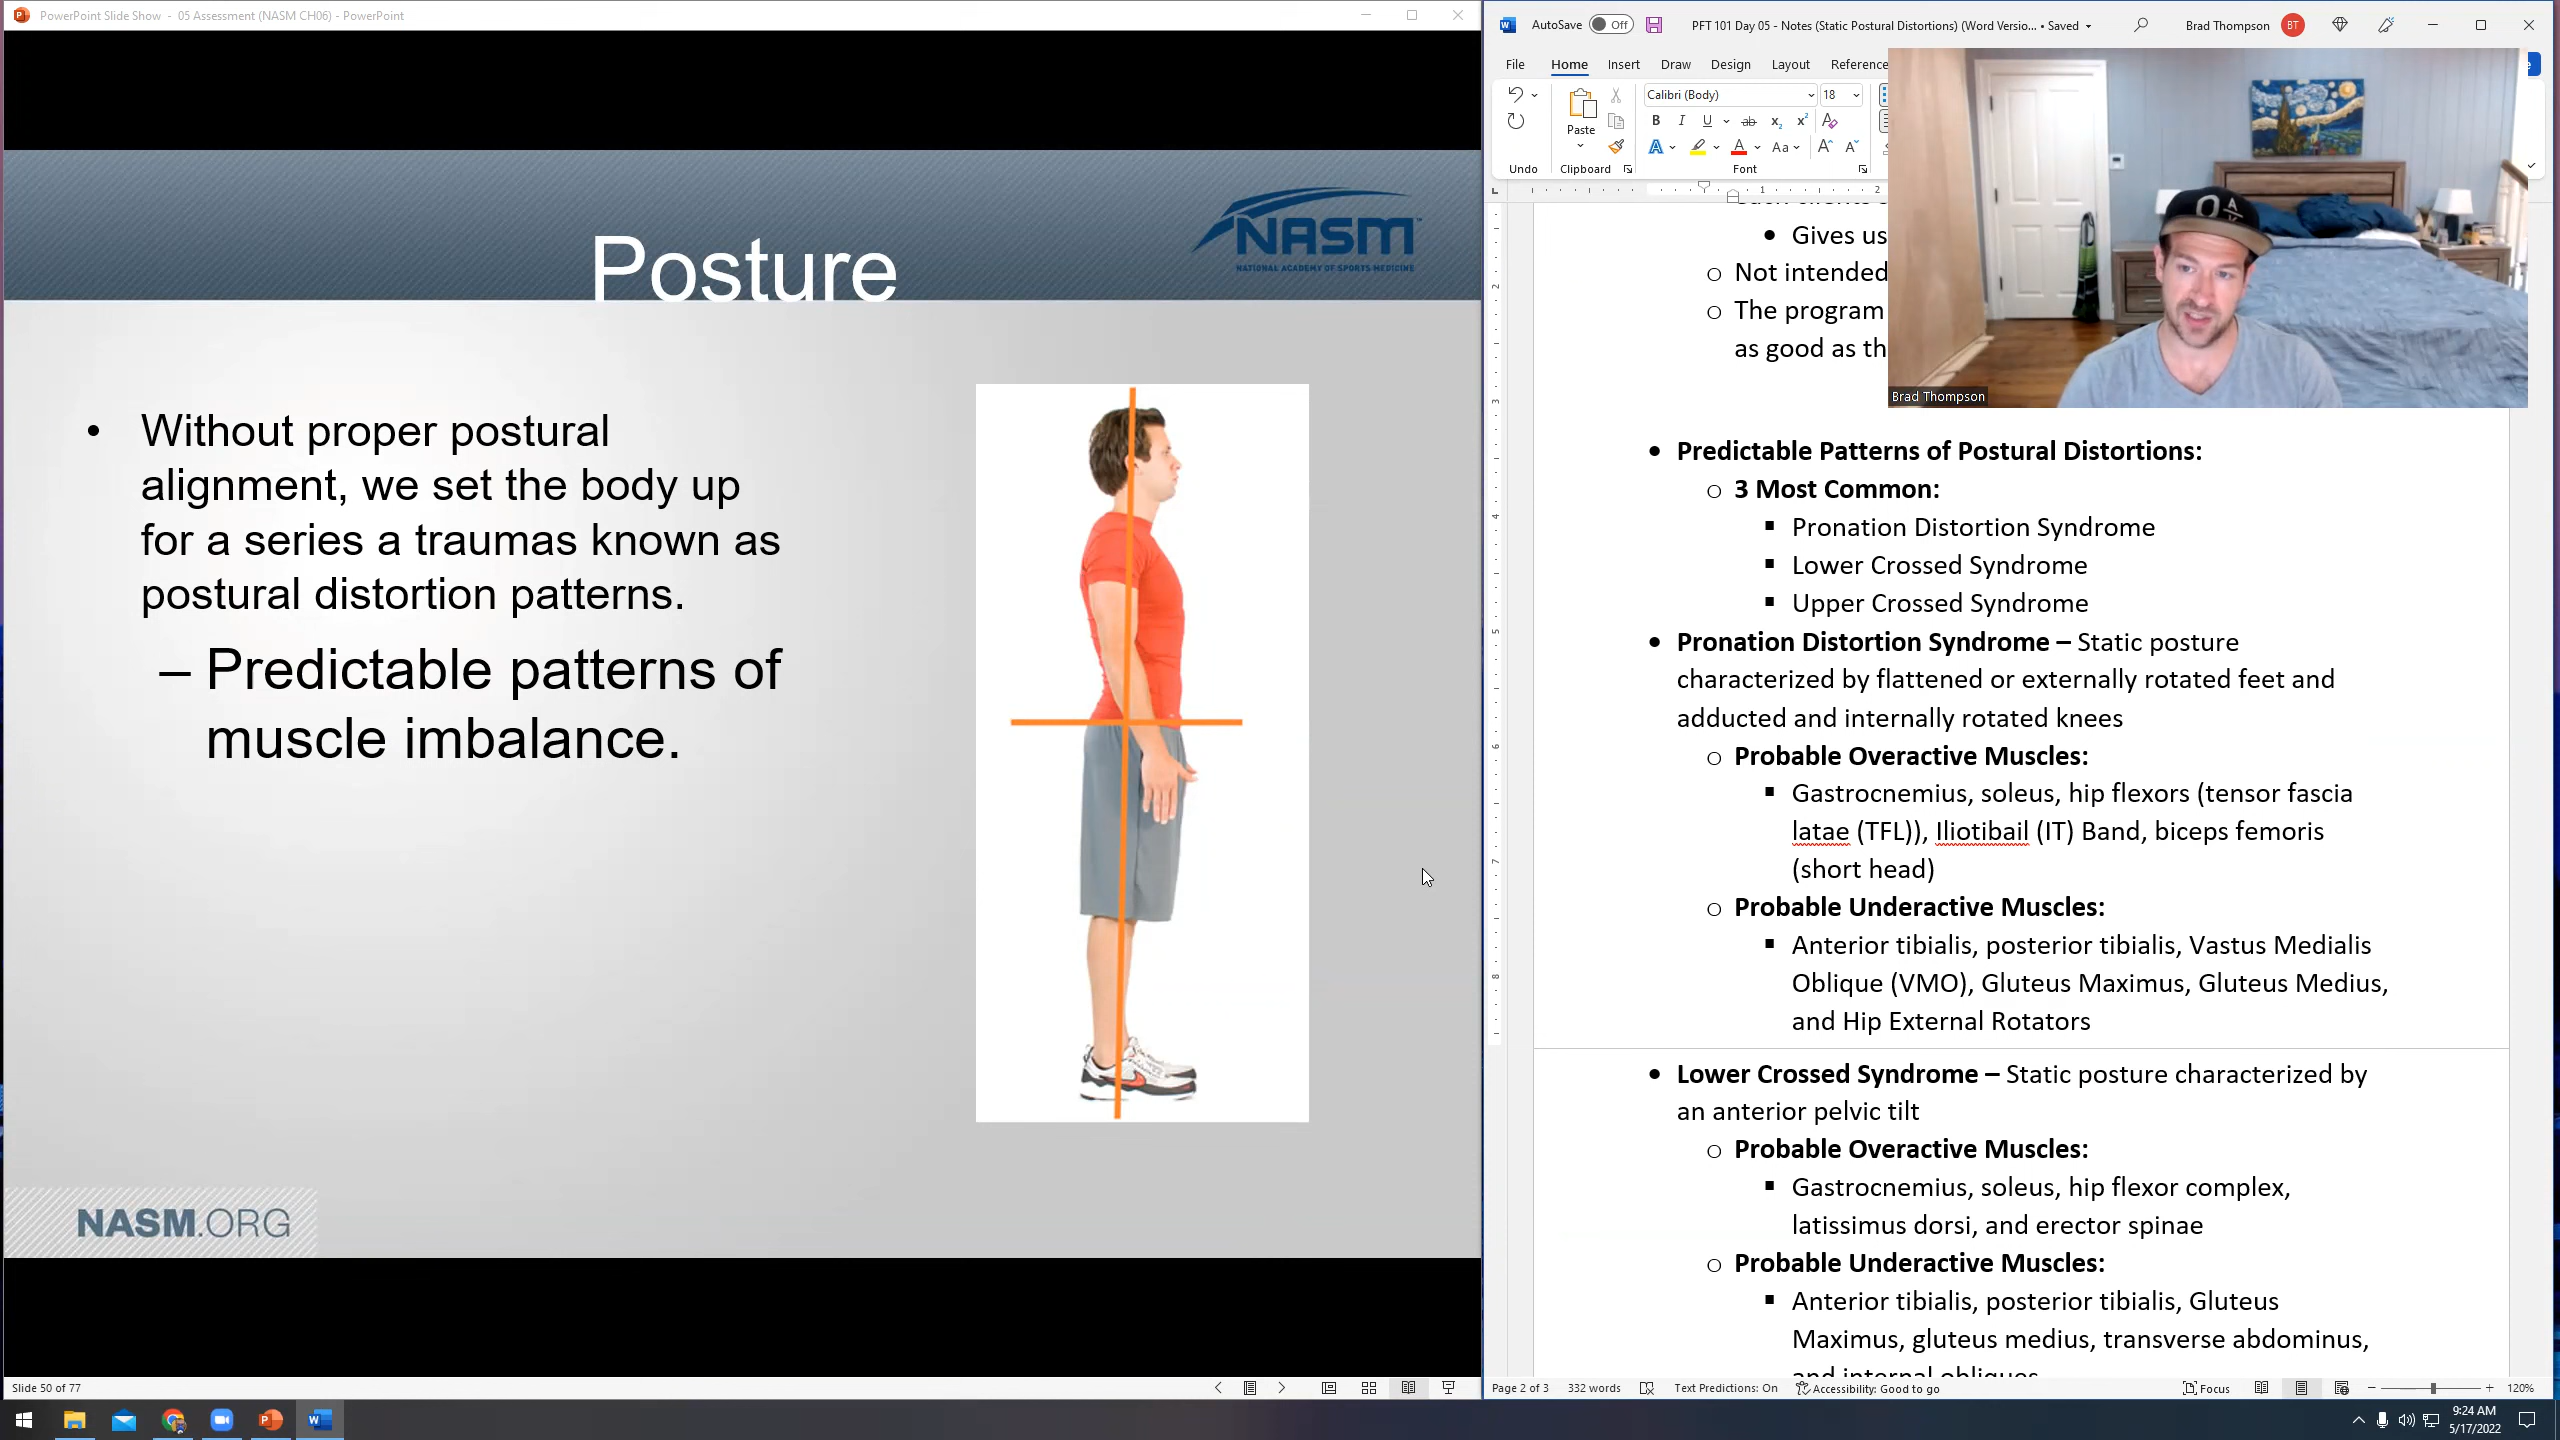 PowerPoint Slide Show - 05 Assessment (NASM CH06) - PowerPoint
Posture
NASM
NATIONAL ACADEMY OF SPORTS MEDICINE
• Without proper postural
alignment, we set the body up
for a series a traumas known as
postural distortion patterns.
– Predictable patterns of
muscle imbalance.
NASM.ORG
Slide 50 of 77
AutoSave Off
PFT 101 Day 05 - Notes (Static Postural Distortions) (Word Versio... • Saved
Brad Thompson BT
File Home Insert Draw Design Layout Reference
Calibri (Body) 18
Paste
Undo Clipboard Font
• Gives us
o Not intended
o The program
as good as th
Brad Thompson
• Predictable Patterns of Postural Distortions:
o 3 Most Common:
▪ Pronation Distortion Syndrome
▪ Lower Crossed Syndrome
▪ Upper Crossed Syndrome
• Pronation Distortion Syndrome – Static posture
characterized by flattened or externally rotated feet and
adducted and internally rotated knees
o Probable Overactive Muscles:
▪ Gastrocnemius, soleus, hip flexors (tensor fascia
latae (TFL)), Iliotibail (IT) Band, biceps femoris
(short head)
o Probable Underactive Muscles:
▪ Anterior tibialis, posterior tibialis, Vastus Medialis
Oblique (VMO), Gluteus Maximus, Gluteus Medius,
and Hip External Rotators
• Lower Crossed Syndrome – Static posture characterized by
an anterior pelvic tilt
o Probable Overactive Muscles:
▪ Gastrocnemius, soleus, hip flexor complex,
latissimus dorsi, and erector spinae
o Probable Underactive Muscles:
▪ Anterior tibialis, posterior tibialis, Gluteus
Maximus, gluteus medius, transverse abdominus,
and internal obliques
Page 2 of 3 332 words Text Predictions: On Accessibility: Good to go Focus 120%
9:24 AM
5/17/2022